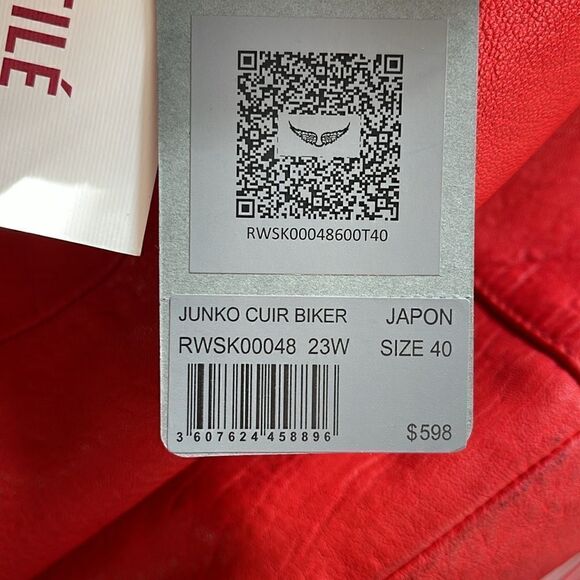 TILÉ
RWSK00048600T40
JUNKO CUIR BIKER JAPON
RWSK00048 23W SIZE 40
3 607624 458896
$598